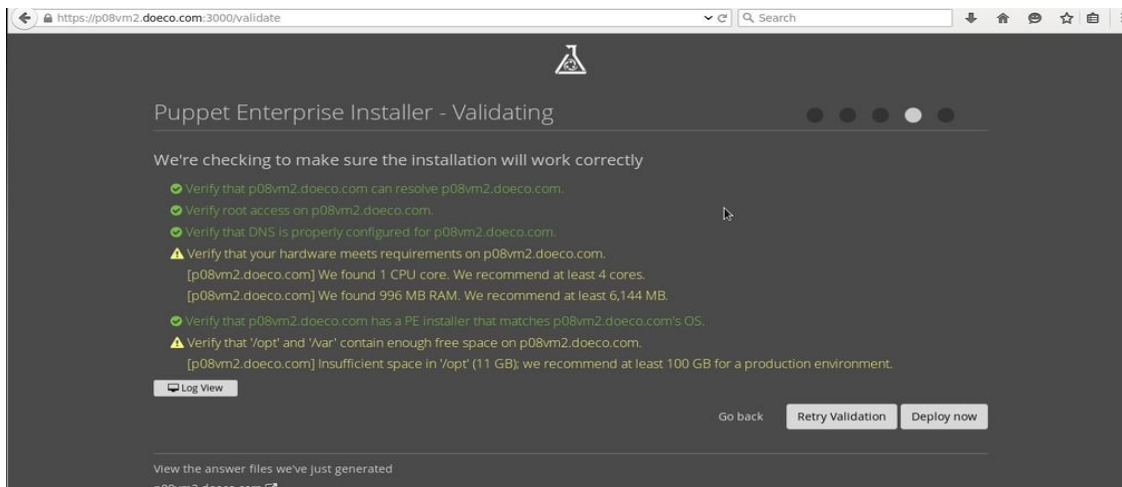 https://p08vm2.doeco.com:3000/validate
Search
Puppet Enterprise Installer - Validating
We're checking to make sure the installation will work correctly
Verify that p08vm2.doeco.com can resolve p08vm2.doeco.com.
Verify root access on p08vm2.doeco.com.
Verify that DNS is properly configured for p08vm2.doeco.com.
Verify that your hardware meets requirements on p08vm2.doeco.com.
[p08vm2.doeco.com] We found 1 CPU core. We recommend at least 4 cores.
[p08vm2.doeco.com] We found 996 MB RAM. We recommend at least 6,144 MB.
Verify that p08vm2.doeco.com has a PE installer that matches p08vm2.doeco.com's OS.
Verify that '/opt' and '/var' contain enough free space on p08vm2.doeco.com.
[p08vm2.doeco.com] Insufficient space in '/opt' (11 GB); we recommend at least 100 GB for a production environment.
Log View
Go back Retry Validation Deploy now
View the answer files we've just generated
p08vm2.doeco.com